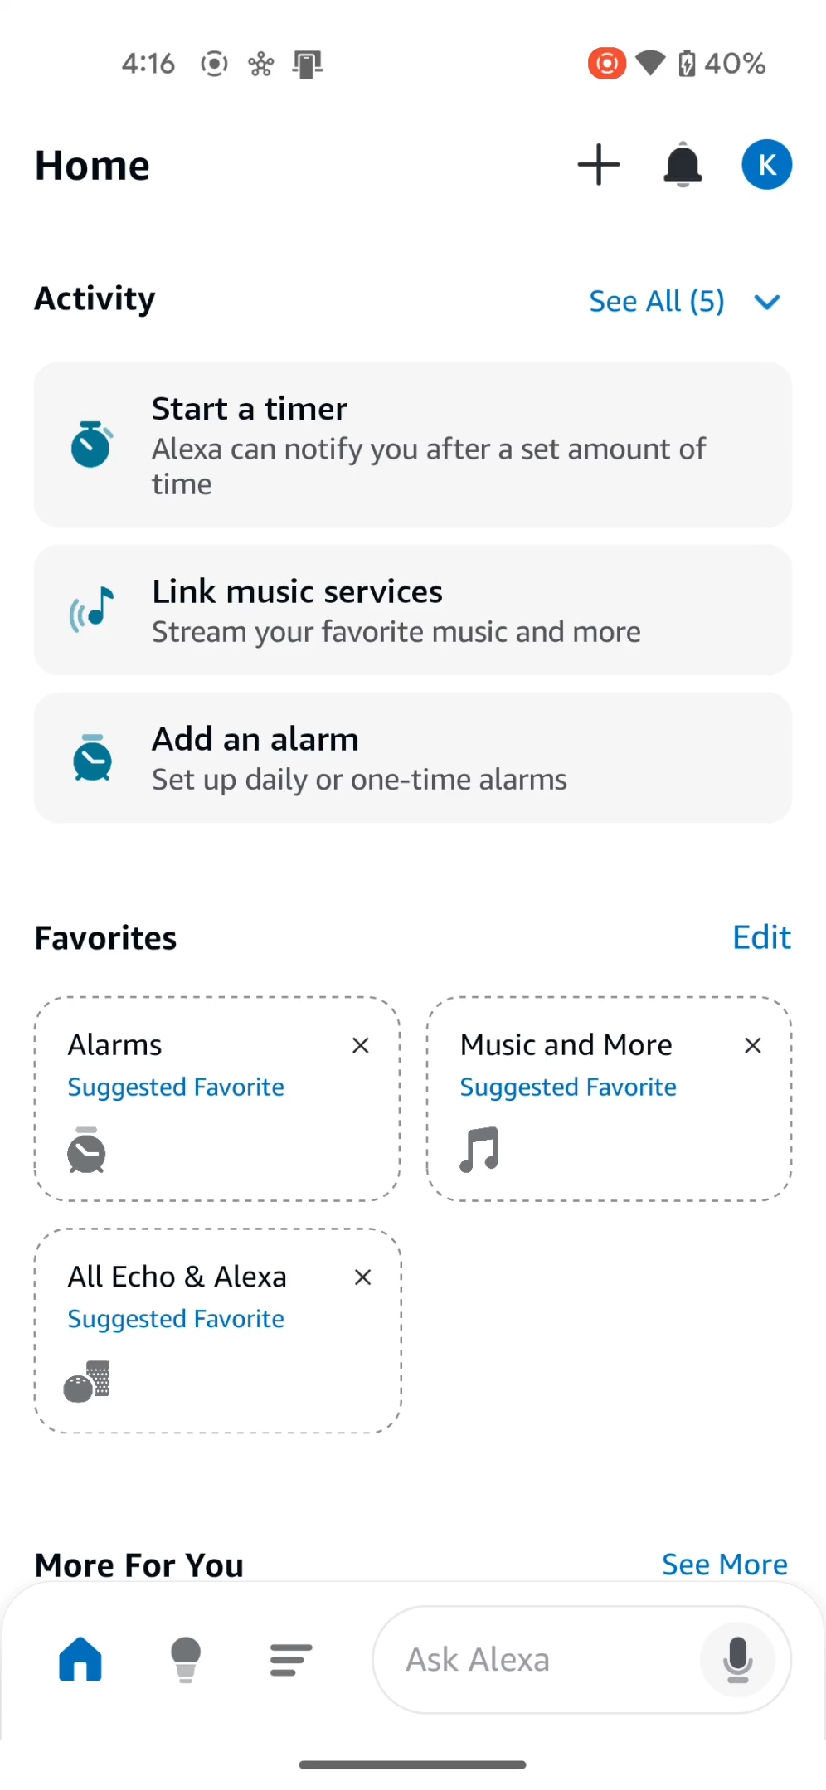 4:16
40%
Home
K
Activity
See All (5)
Start a timer
Alexa can notify you after a set amount of
time
Link music services
Stream your favorite music and more
Add an alarm
Set up daily or one-time alarms
Favorites
Edit
Alarms
Suggested Favorite
Music and More
Suggested Favorite
All Echo & Alexa
Suggested Favorite
More For You
See More
Ask Alexa